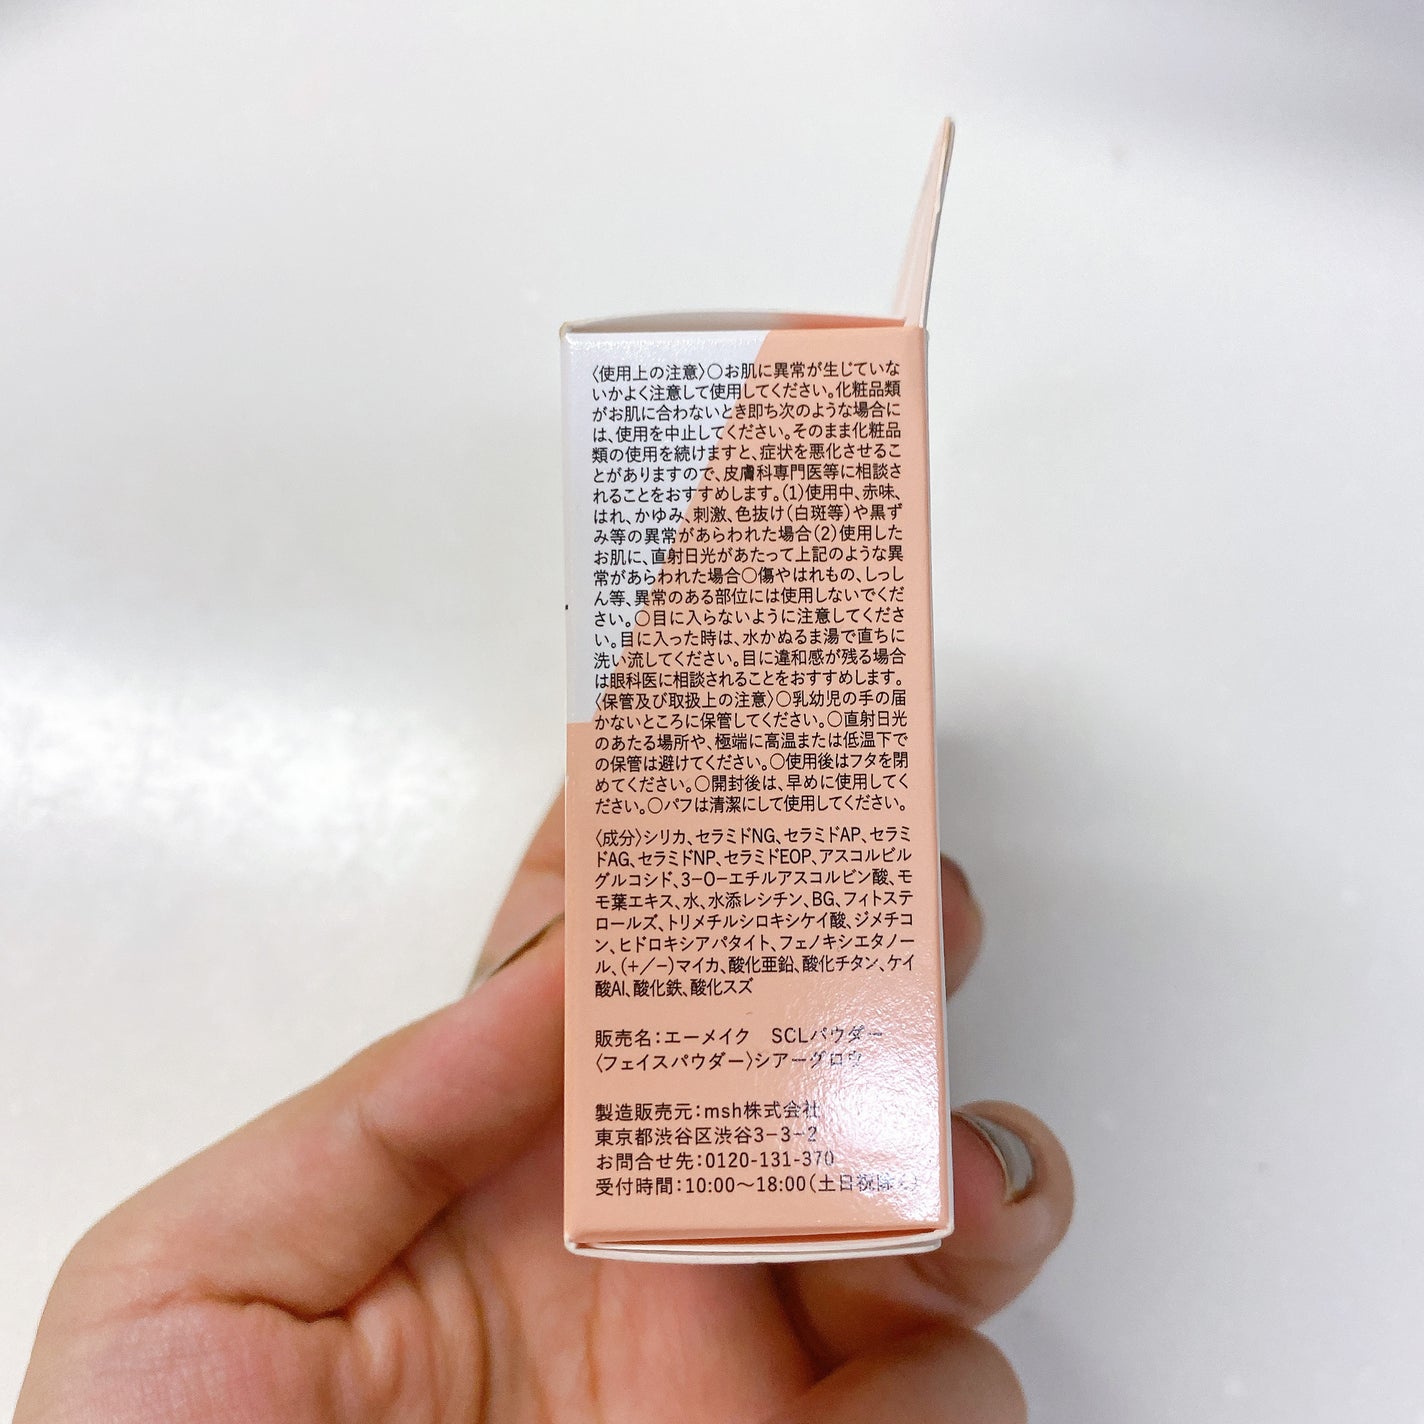 〈使用上の注意〉○お肌に異常が生じていな
いかよく注意して使用してください。化粧品類
がお肌に合わないとき即ち次のような場合に
は、使用を中止してください。そのまま化粧品
類の使用を続けますと、症状を悪化させるこ
とがありますので、皮膚科専門医等に相談さ
れることをおすすめします。(1)使用中、赤味、
はれ、かゆみ、刺激、色抜け(白斑等)や黒ず
み等の異常があらわれた場合(2)使用した
お肌に、直射日光があたって上記のような異
常があらわれた場合○傷やはれもの、しっし
ん等、異常のある部位には使用しないでくだ
さい。○目に入らないように注意してくださ
い。目に入った時は、水かぬるま湯で直ちに
洗い流してください。目に違和感が残る場合
は眼科医に相談されることをおすすめします。
〈保管及び取扱上の注意〉○乳幼児の手の届
かないところに保管してください。○直射日光
のあたる場所や、極端に高温または低温下で
の保管は避けてください。○使用後はフタを閉
めてください。○開封後は、早めに使用してく
ださい。○パフは清潔にして使用してください。
〈成分〉シリカ、セラミドNG、セラミドAP、セラミ
ドAG、セラミドNP、セラミドEOP、アスコルビル
グルコシド、3-O-エチルアスコルビン酸、モ
モ葉エキス、水、水添レシチン、BG、フィトステ
ロールズ、トリメチルシロキシケイ酸、ジメチコ
ン、ヒドロキシアパタイト、フェノキシエタノー
ル、(+/-)マイカ、酸化亜鉛、酸化チタン、ケイ
酸Al、酸化鉄、酸化スズ
販売名:エーメイク　SCLパウダー
〈フェイスパウダー〉シアーグロウ
製造販売元:msh株式会社
東京都渋谷区渋谷3-3-2
お問合せ先:0120-131-370
受付時間:10:00〜18:00(土日祝除く)